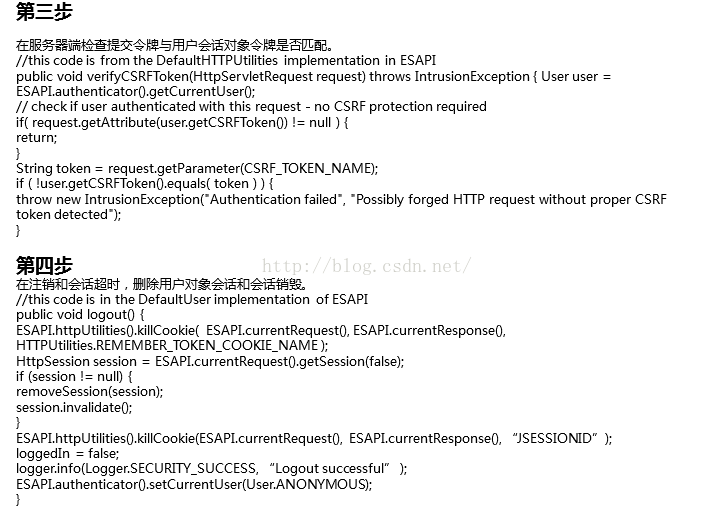 第三步
在服务器端检查提交令牌与用户会话对象令牌是否匹配。
//this code is from the DefaultHTTPUtilities implementation in ESAPI
public void verifyCSRFToken(HttpServletRequest request) throws IntrusionException { User user =
ESAPI.authenticator().getCurrentUser();
// check if user authenticated with this request - no CSRF protection required
if( request.getAttribute(user.getCSRFToken()) != null ) {
return;
}
String token = request.getParameter(CSRF_TOKEN_NAME);
if ( !user.getCSRFToken().equals( token ) ) {
throw new IntrusionException("Authentication failed", "Possibly forged HTTP request without proper CSRF
token detected");
}
第四步
http://blog.csdn.net/
在注销和会话超时，删除用户对象会话和会话销毁。
//this code is in the DefaultUser implementation of ESAPI
public void logout() {
ESAPI.httpUtilities().killCookie( ESAPI.currentRequest(), ESAPI.currentResponse(),
HTTPUtilities.REMEMBER_TOKEN_COOKIE_NAME );
HttpSession session = ESAPI.currentRequest().getSession(false);
if (session != null) {
removeSession(session);
session.invalidate();
}
ESAPI.httpUtilities().killCookie(ESAPI.currentRequest(), ESAPI.currentResponse(), “JSESSIONID”);
loggedIn = false;
logger.info(Logger.SECURITY_SUCCESS, “Logout successful” );
ESAPI.authenticator().setCurrentUser(User.ANONYMOUS);
}